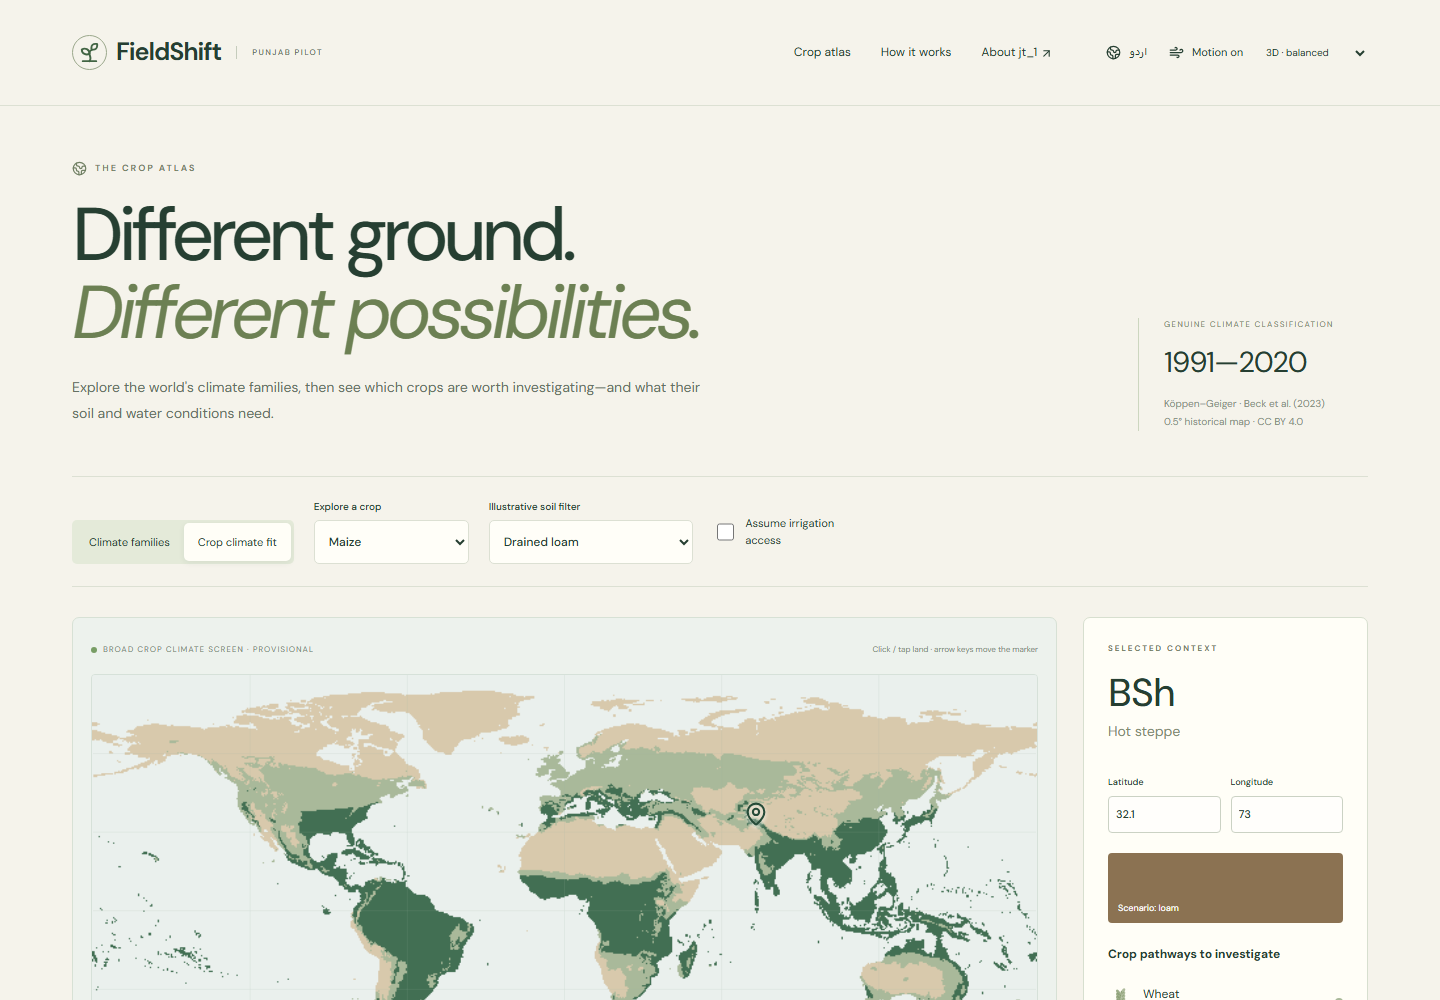 FieldShift
PUNJAB PILOT
Crop atlas
How it works
About jt_1
اردو
Motion on
3D · balanced
THE CROP ATLAS
Different ground.
Different possibilities.
Explore the world's climate families, then see which crops are worth investigating—and what their
soil and water conditions need.
GENUINE CLIMATE CLASSIFICATION
1991—2020
Köppen–Geiger · Beck et al. (2023)
0.5° historical map · CC BY 4.0
Climate families
Crop climate fit
Explore a crop
Maize
Illustrative soil filter
Drained loam
Assume irrigation
access
BROAD CROP CLIMATE SCREEN · PROVISIONAL
Click / tap land · arrow keys move the marker
SELECTED CONTEXT
BSh
Hot steppe
Latitude
Longitude
32.1
73
Scenario: loam
Crop pathways to investigate
Wheat